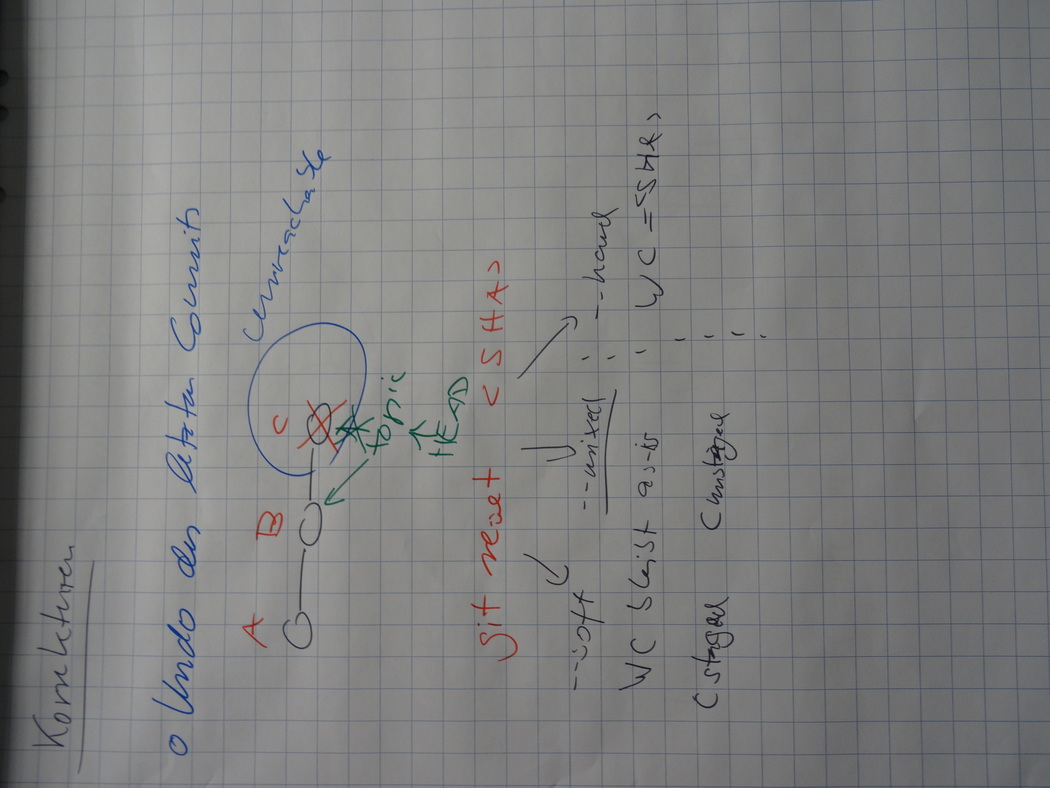 Korrekturen
o Undo des letzten Commits
A B C
unreachable
topic
HEAD
git reset <SHA>
--soft --mixed --hard
WC bleibt as-is WC = <SHA>
C staged C unstaged